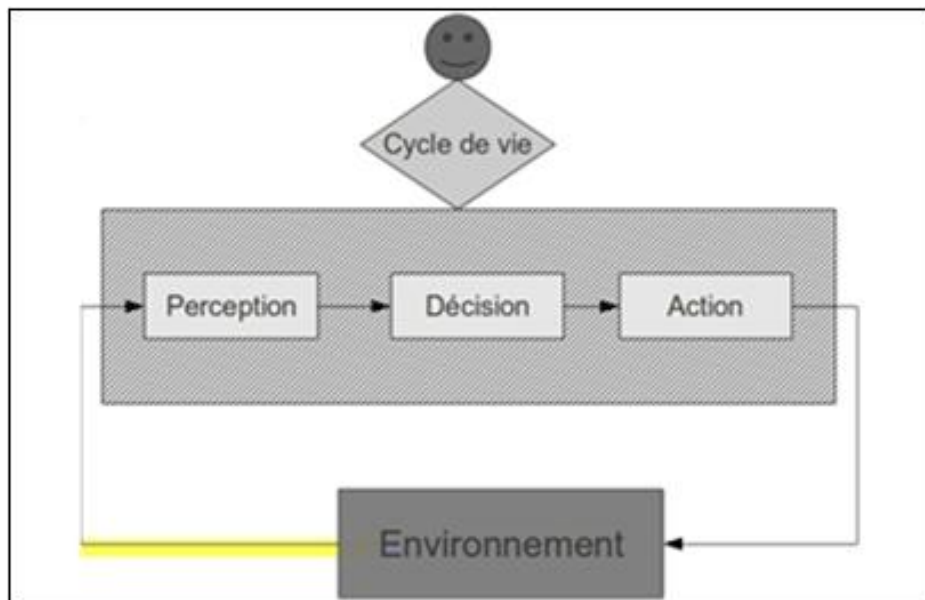 Cycle de vie
Perception
Décision
Action
Environnement